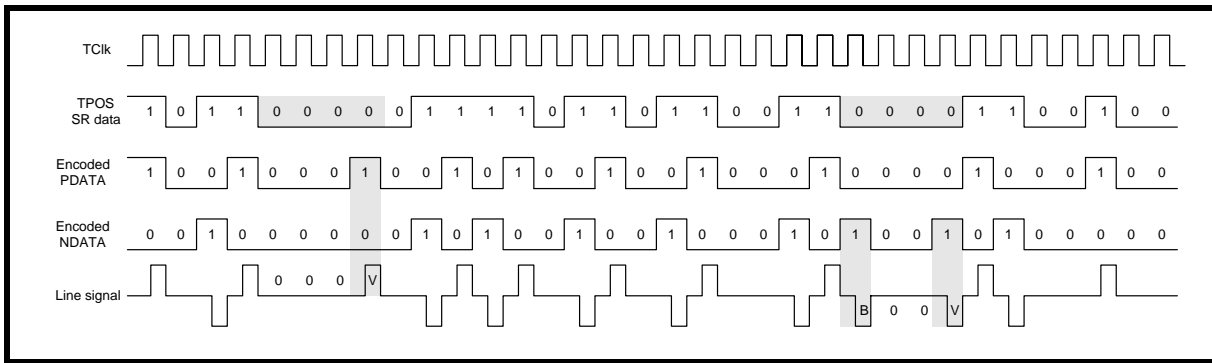 TClk
TPOS
SR data
1 0 1 1 0 0 0 0 0 1 1 1 1 0 1 1 0 1 1 0 0 1 1 0 0 0 0 1 1 0 0 1 0 0
Encoded
PDATA
1 0 0 1 0 0 0 1 0 0 1 0 1 0 0 1 0 0 1 0 0 0 1 0 0 0 0 1 0 0 0 1 0 0
Encoded
NDATA
0 0 1 0 0 0 0 0 0 1 0 1 0 0 1 0 0 1 0 0 0 1 0 1 0 0 1 0 1 0 0 0 0 0
Line signal
0 0 0 V
B 0 0 V